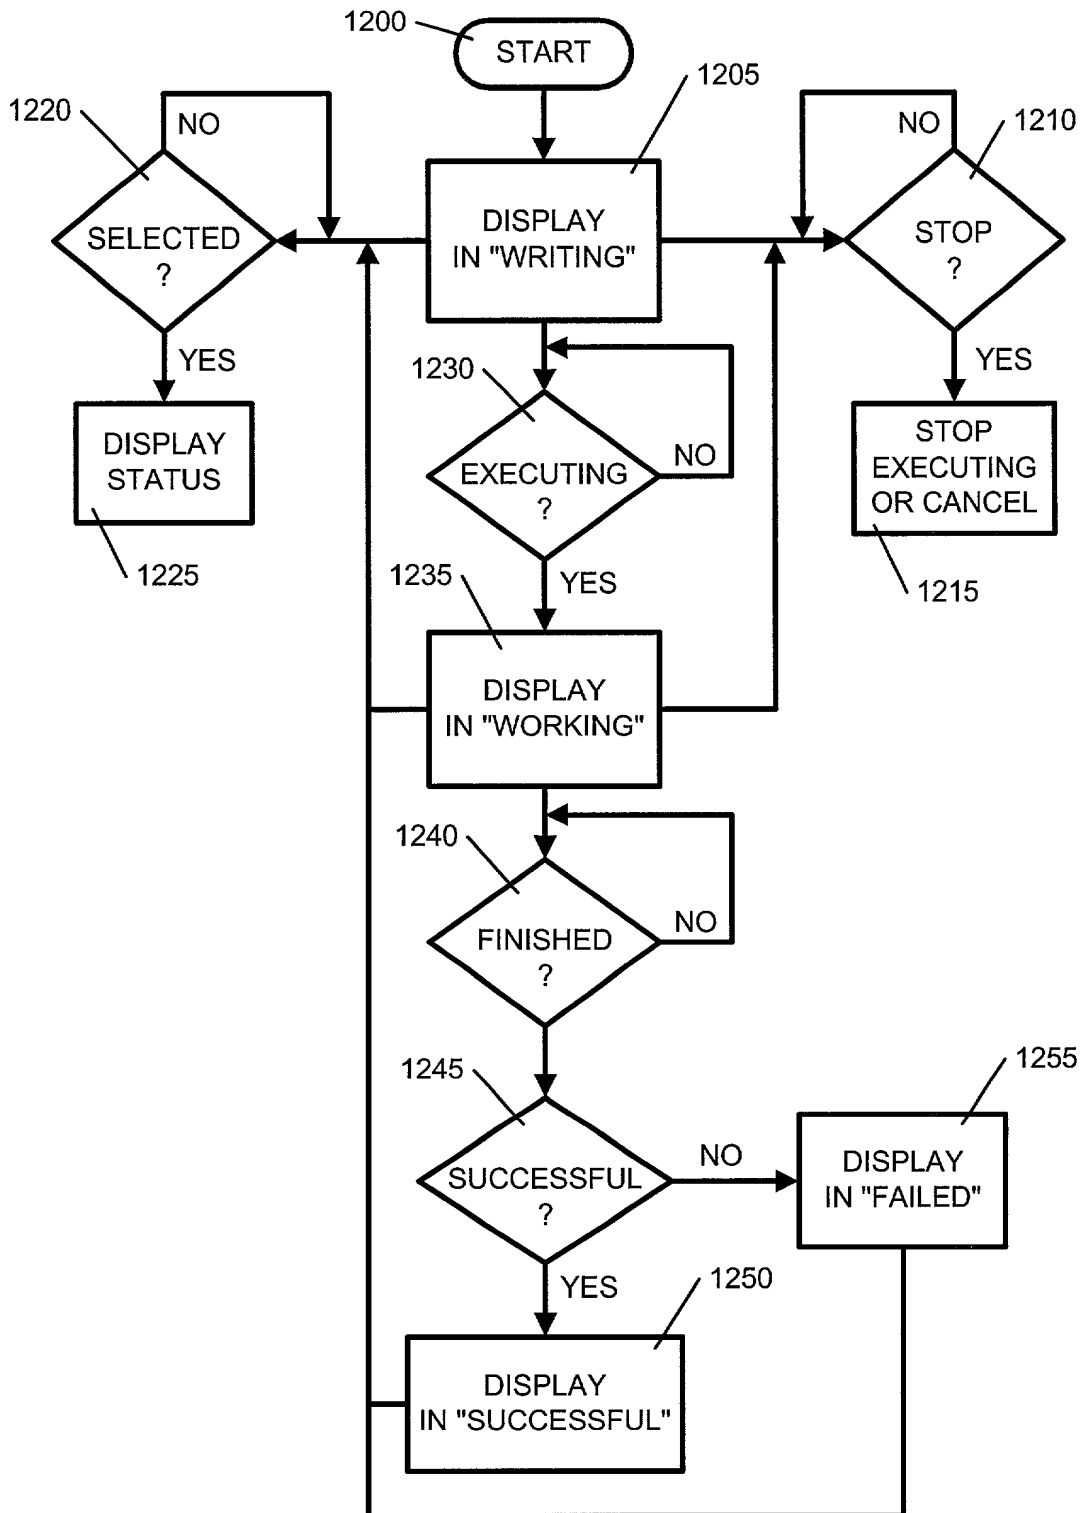 1200
START
1205
1220
NO
NO
1210
SELECTED
?
DISPLAY
IN "WRITING"
STOP
?
YES
1230
YES
DISPLAY
STATUS
EXECUTING
?
NO
STOP
EXECUTING
OR CANCEL
1225
1235
YES
1215
DISPLAY
IN "WORKING"
1240
FINISHED
?
NO
1245
1255
SUCCESSFUL
?
NO
DISPLAY
IN "FAILED"
YES
1250
DISPLAY
IN "SUCCESSFUL"